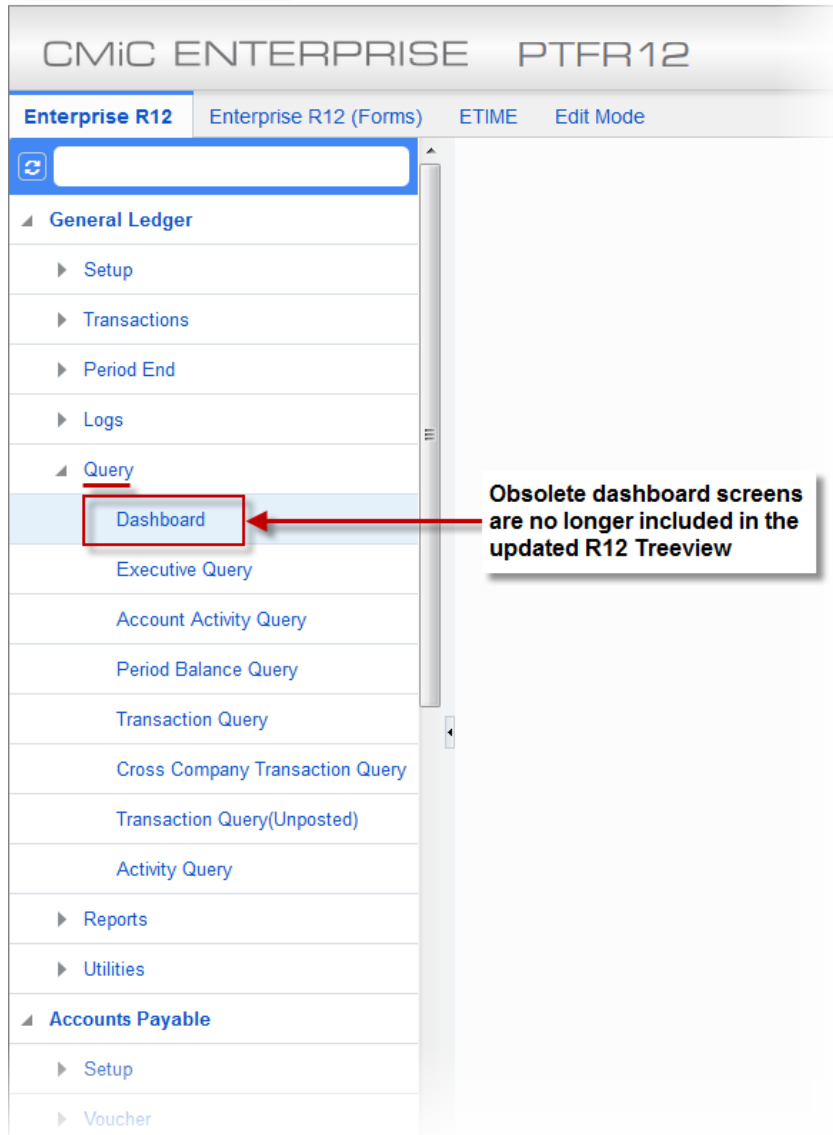 CMiC ENTERPRISE PTFR12
Enterprise R12 Enterprise R12 (Forms) ETIME Edit Mode
General Ledger
Setup
Transactions
Period End
Logs
Query
Dashboard
Obsolete dashboard screens
are no longer included in the
updated R12 Treeview
Executive Query
Account Activity Query
Period Balance Query
Transaction Query
Cross Company Transaction Query
Transaction Query(Unposted)
Activity Query
Reports
Utilities
Accounts Payable
Setup
Voucher